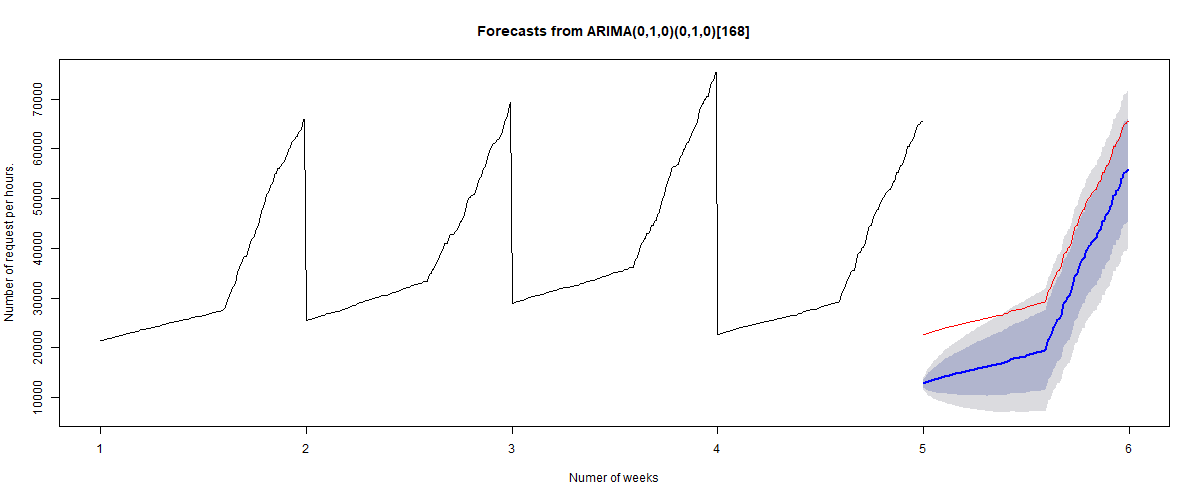 Forecasts from ARIMA(0,1,0)(0,1,0)[168]
Number of request per hours.
70000
60000
50000
40000
30000
20000
10000
1 2 3 4 5 6
Numer of weeks